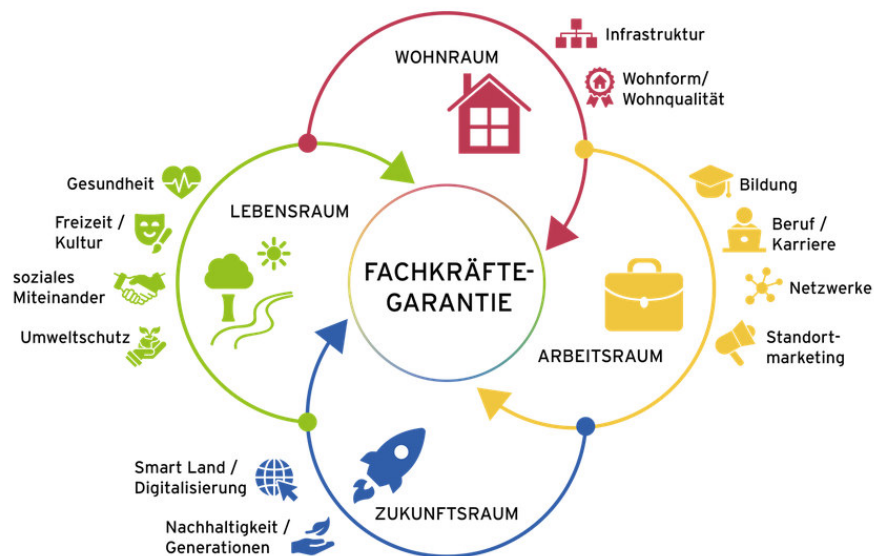 WOHNRAUM
Infrastruktur
Wohnform/
Wohnqualität
Gesundheit
Freizeit /
Kultur
soziales
Miteinander
Umweltschutz
LEBENSRAUM
FACHKRÄFTE-
GARANTIE
Bildung
Beruf /
Karriere
Netzwerke
Standort-
marketing
ARBEITSRAUM
Smart Land /
Digitalisierung
Nachhaltigkeit /
Generationen
ZUKUNFTSRAUM